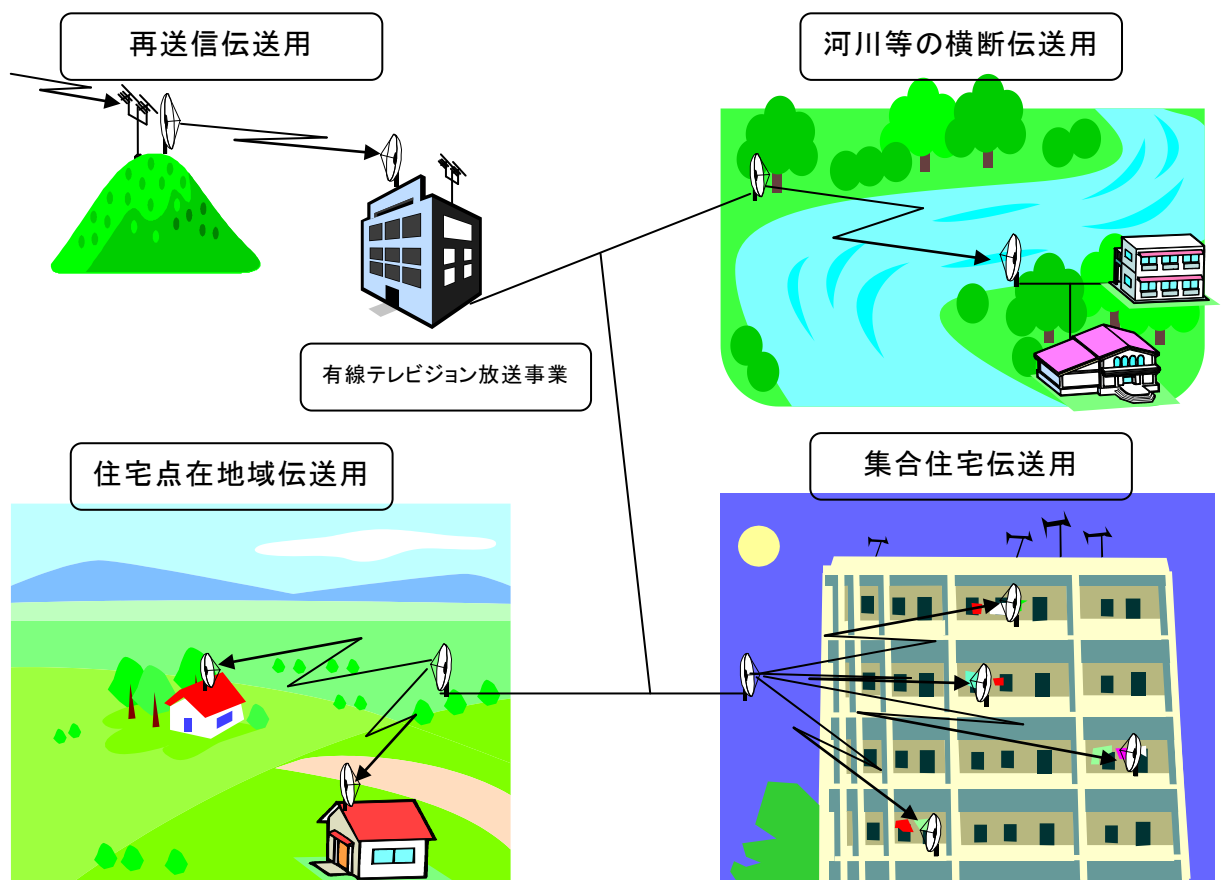 再送信伝送用
河川等の横断伝送用
有線テレビジョン放送事業
住宅点在地域伝送用
集合住宅伝送用